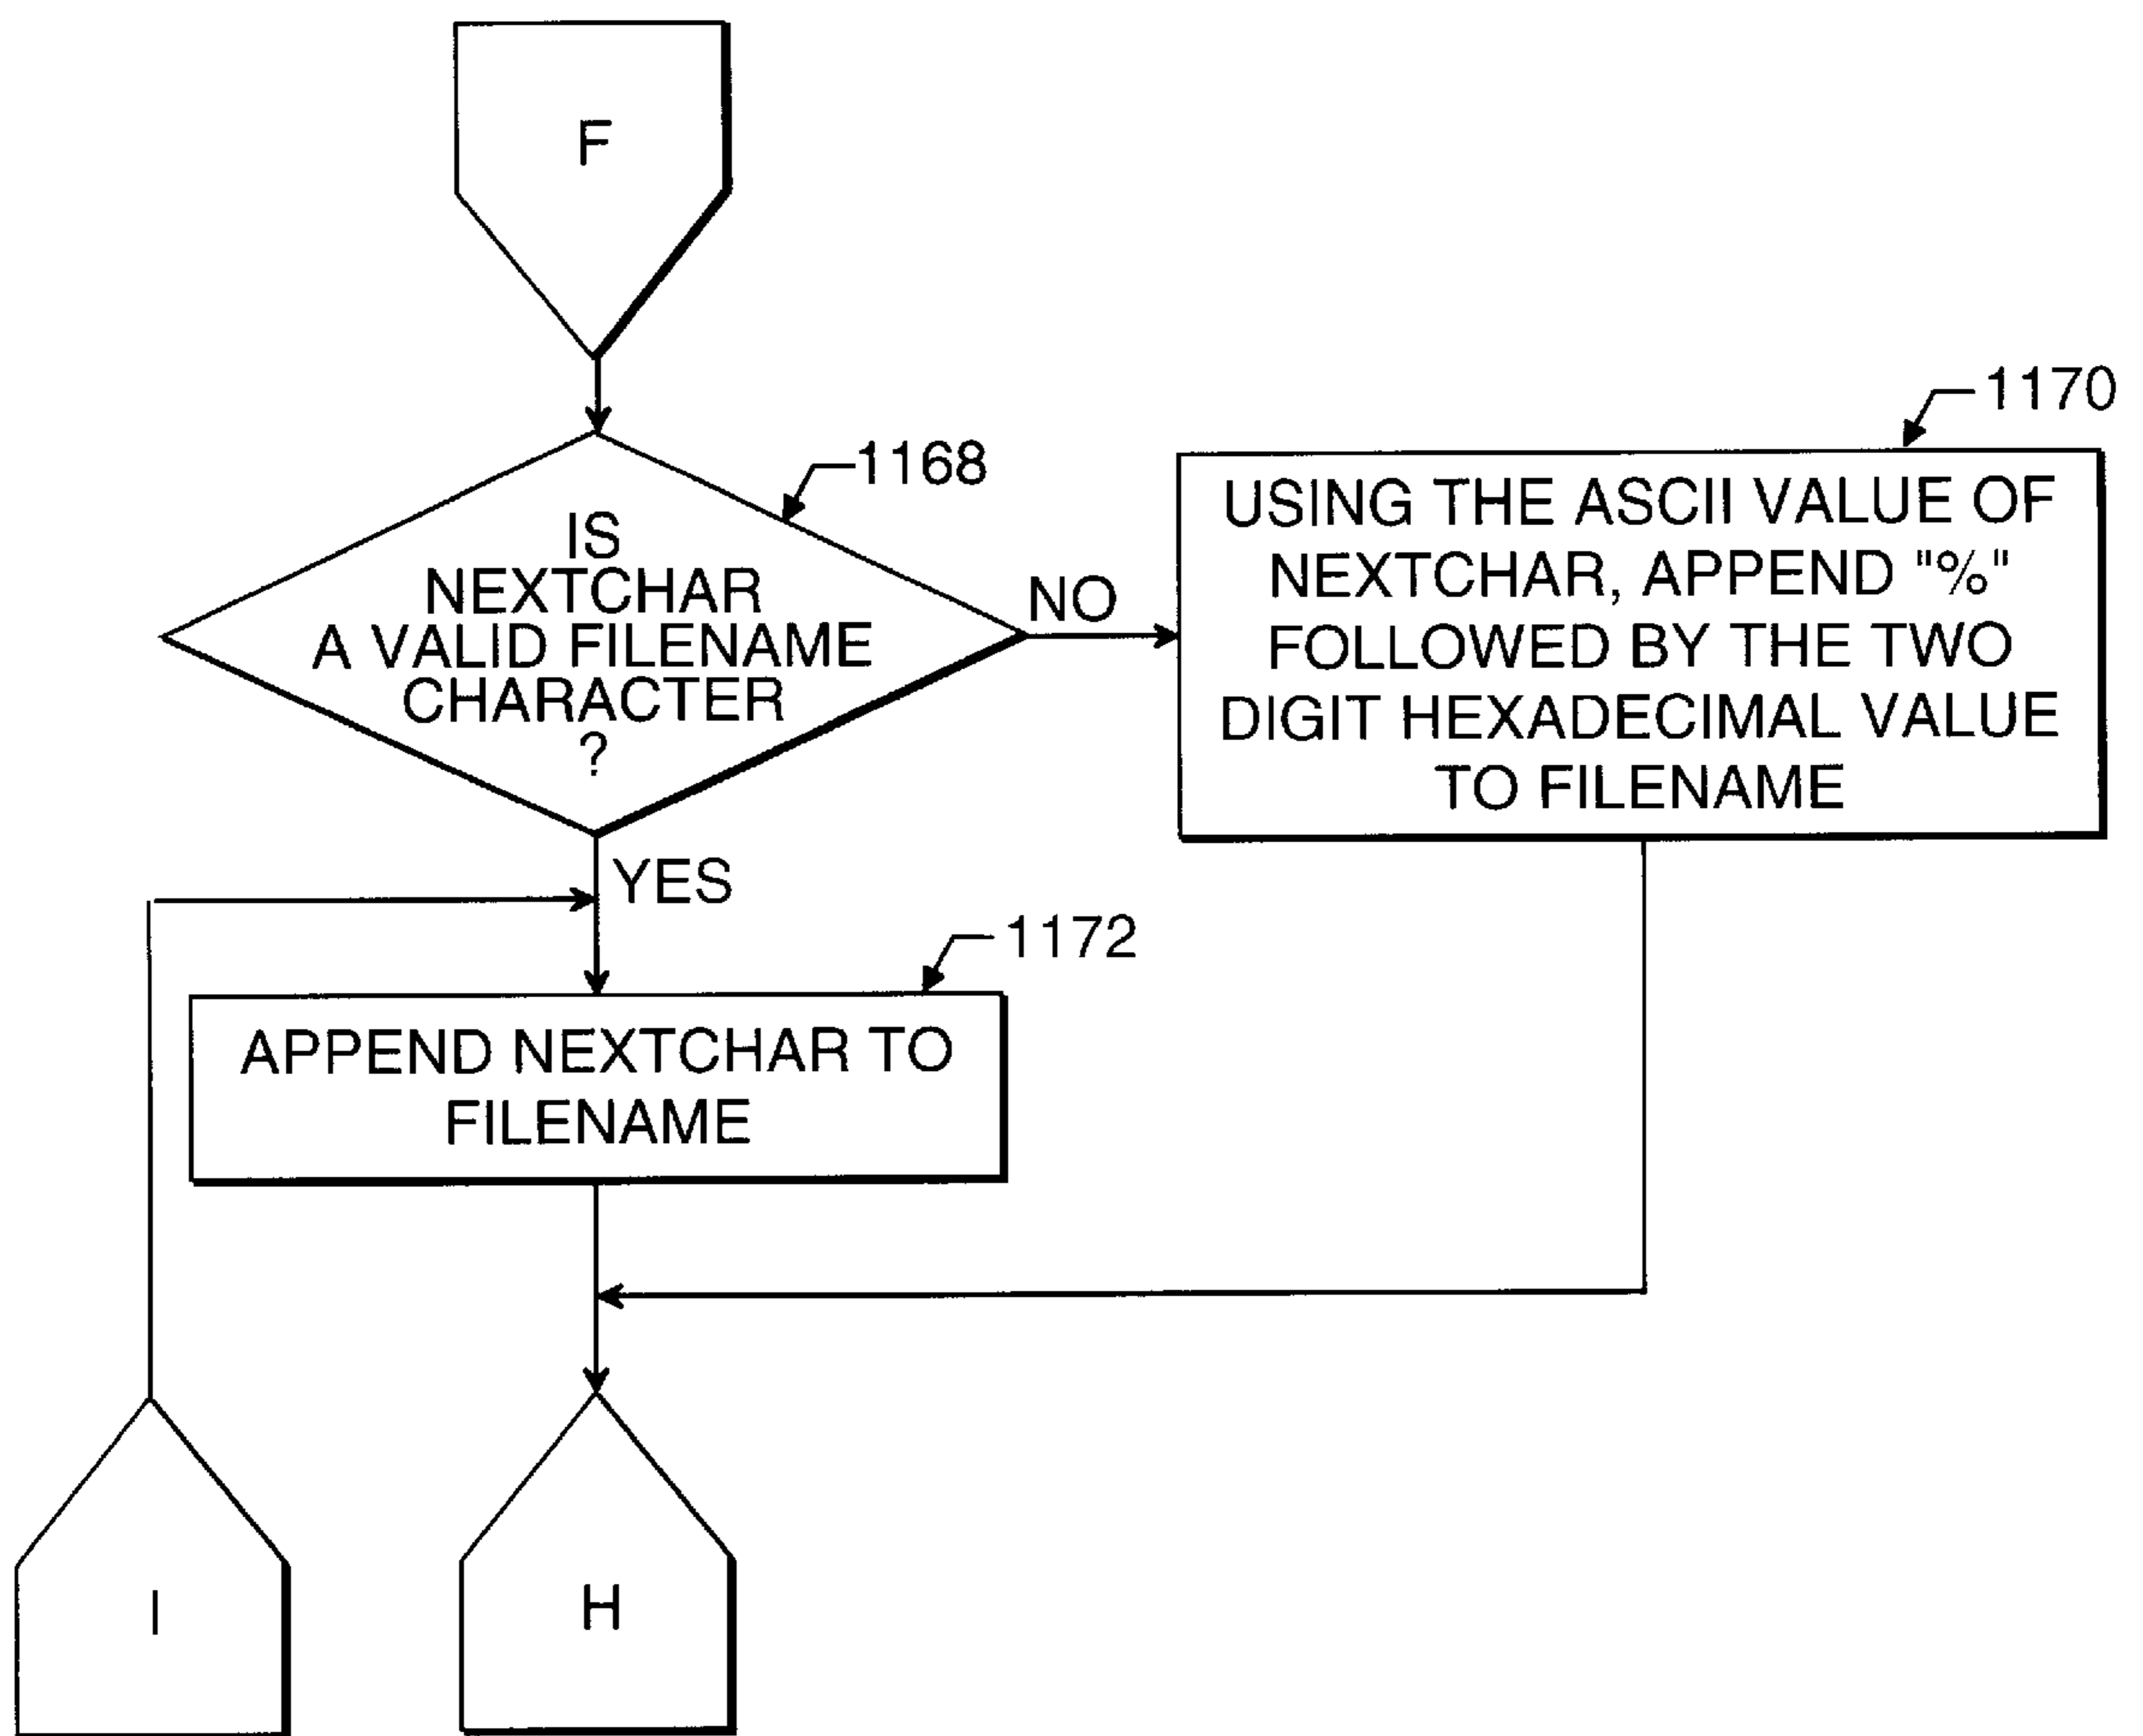 F
1168
IS
NEXTCHAR
A VALID FILENAME
CHARACTER
?
NO
1170
USING THE ASCII VALUE OF
NEXTCHAR, APPEND "%"
FOLLOWED BY THE TWO
DIGIT HEXADECIMAL VALUE
TO FILENAME
YES
1172
APPEND NEXTCHAR TO
FILENAME
I
H